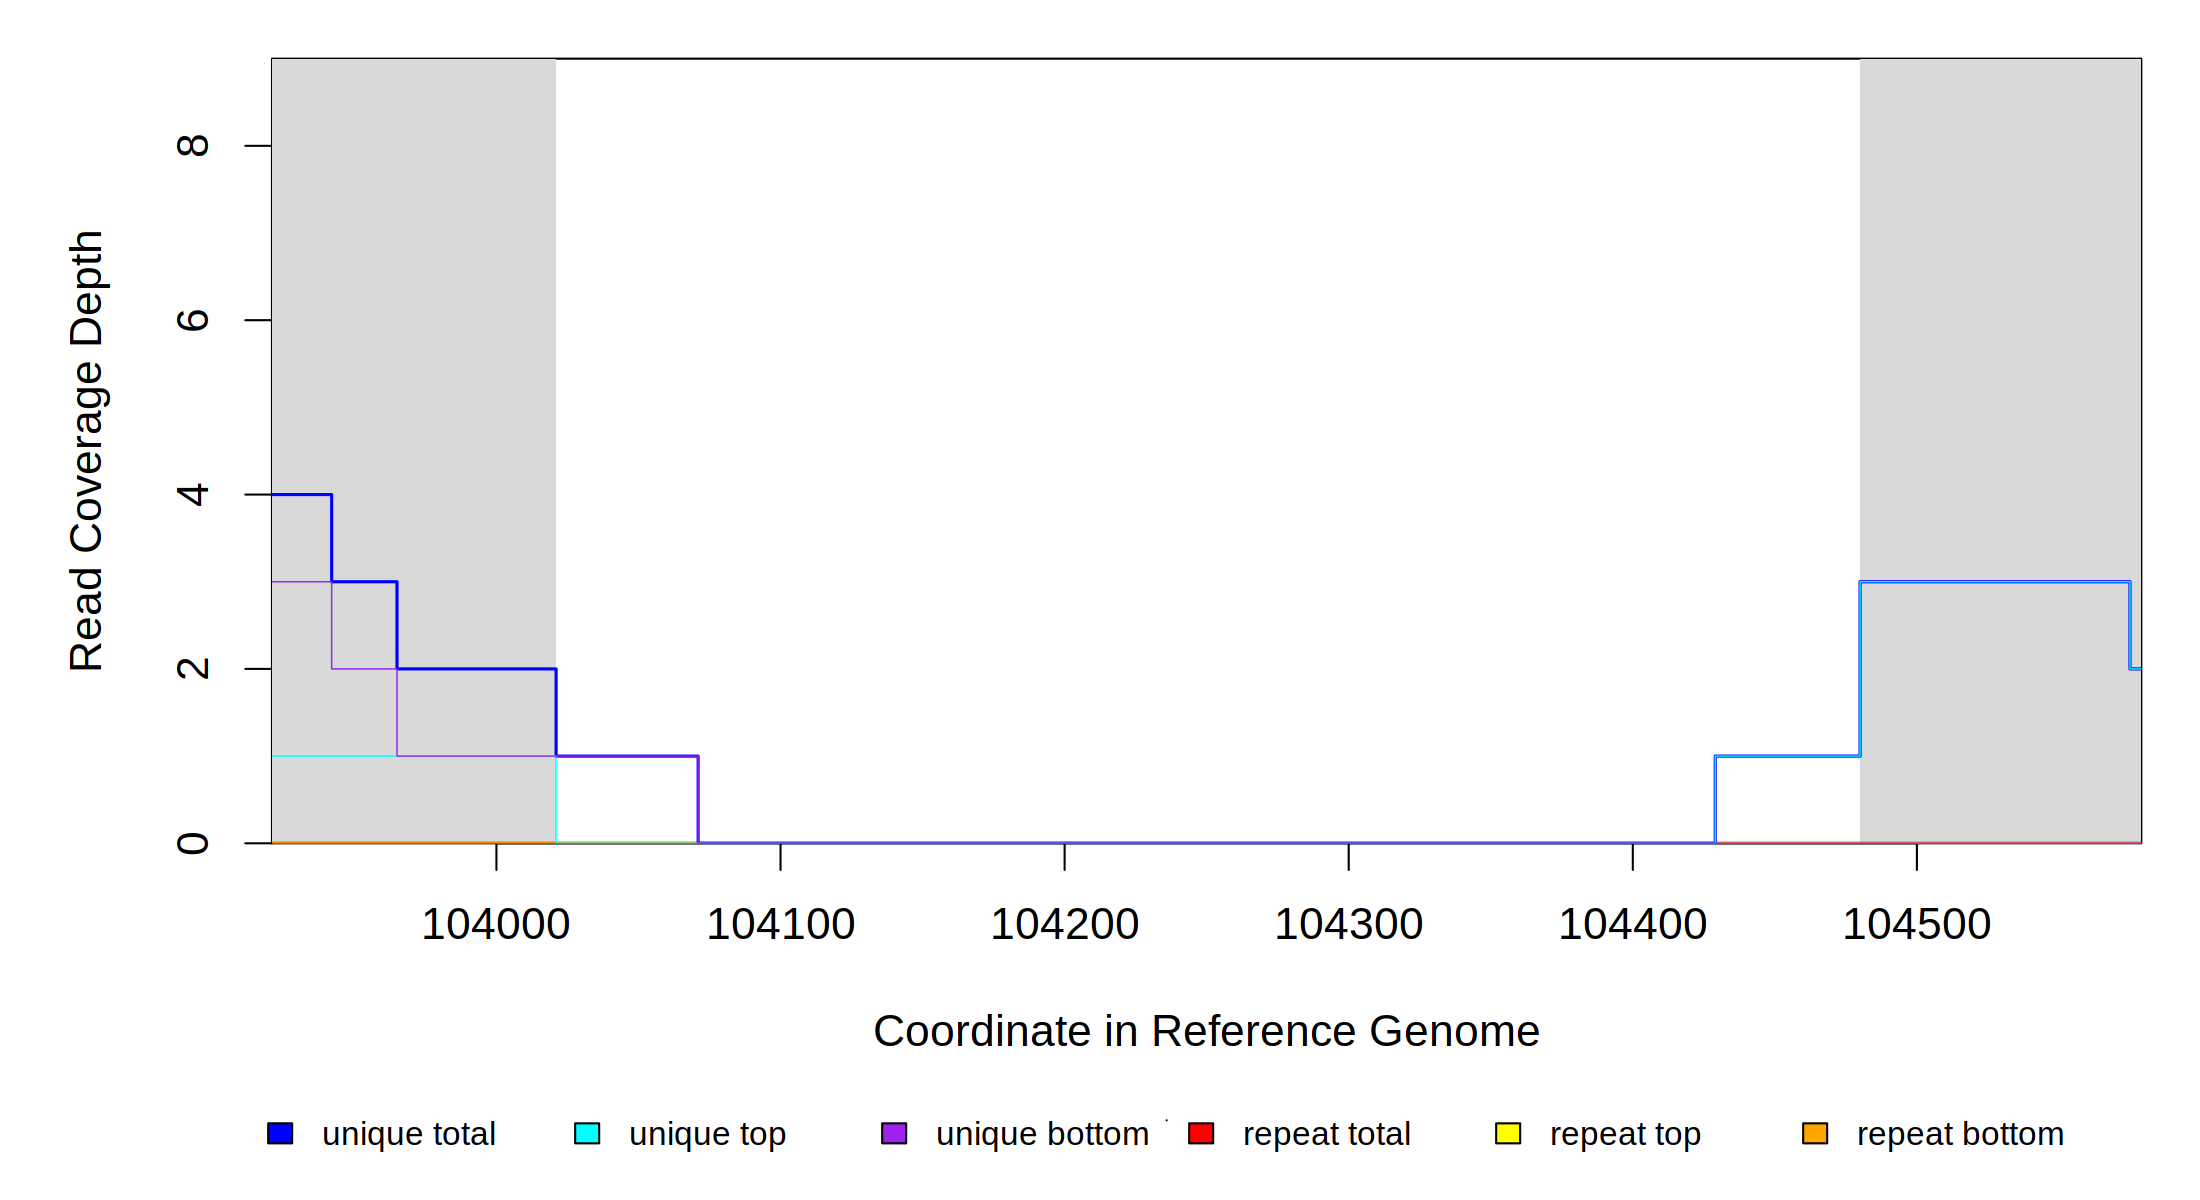 8
6
4
2
0
Read Coverage Depth
104000 104100 104200 104300 104400 104500
Coordinate in Reference Genome
unique total unique top unique bottom repeat total repeat top repeat bottom